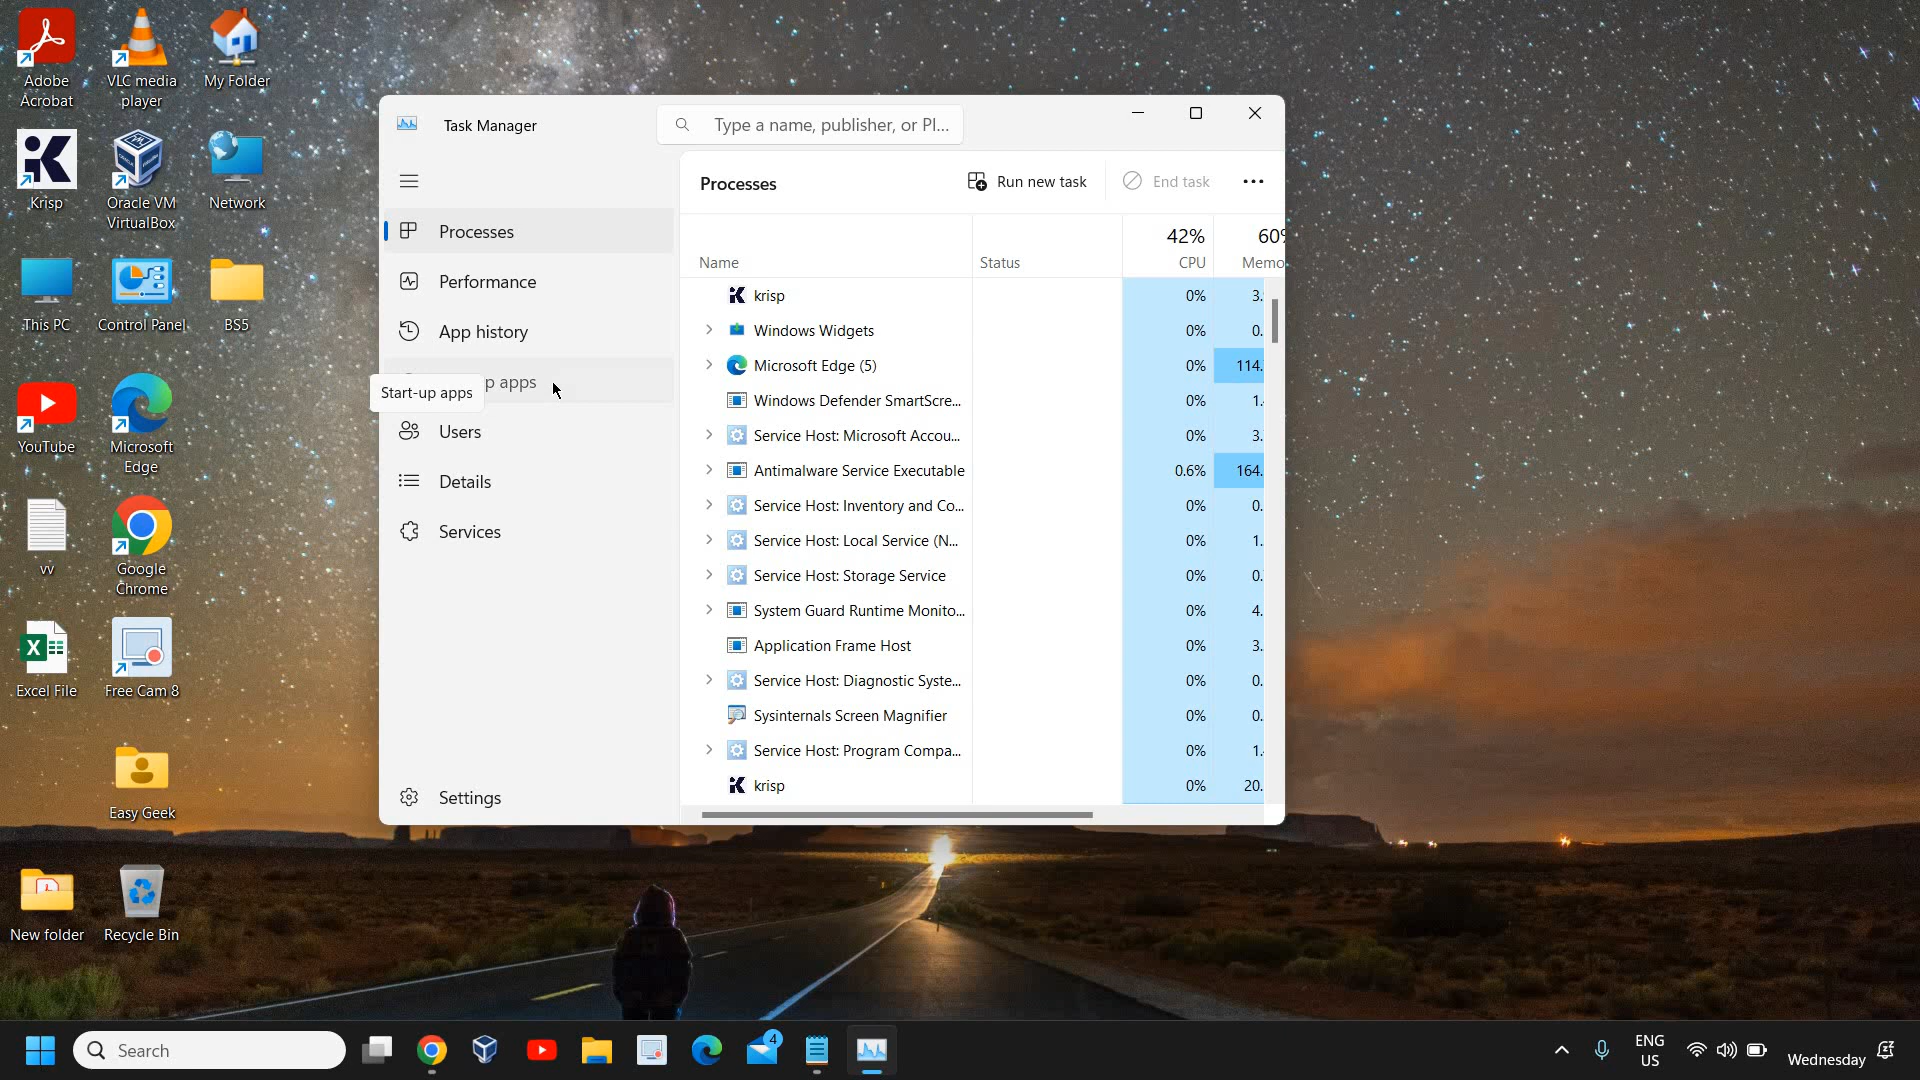 Adobe
Acrobat
VLC media
player
My Folder
Krisp
Oracle VM
VirtualBox
Network
This PC
Control Panel
BS5
YouTube
Microsoft
Edge
vv
Google
Chrome
Excel File
Free Cam 8
Easy Geek
New folder
Recycle Bin
Task Manager
Type a name, publisher, or PI...
Processes
Performance
App history
p apps
Start-up apps
Users
Details
Services
Settings
Processes
Run new task
End task
Name
Status
42%
CPU
60%
Memo
krisp 0% 3.
Windows Widgets 0% 0.
Microsoft Edge (5) 0% 114.
Windows Defender SmartScre... 0% 1.
Service Host: Microsoft Accou... 0% 3.
Antimalware Service Executable 0.6% 164.
Service Host: Inventory and Co... 0% 0.
Service Host: Local Service (N... 0% 1.
Service Host: Storage Service 0% 0.
System Guard Runtime Monito... 0% 4.
Application Frame Host 0% 3.
Service Host: Diagnostic Syste... 0% 0.
Sysinternals Screen Magnifier 0% 0.
Service Host: Program Compa... 0% 1.
krisp 0% 20.
Search
4
ENG
US
Wednesday